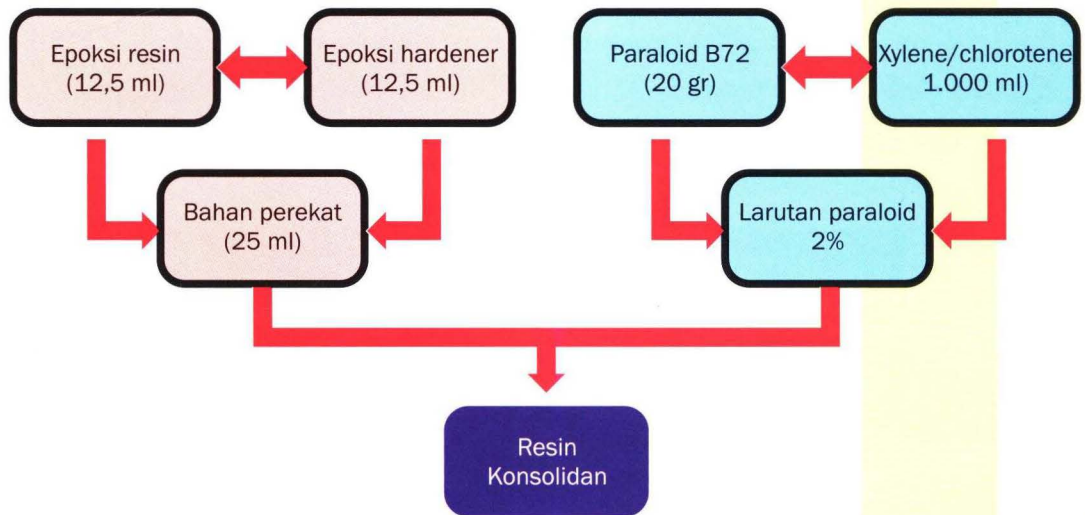 Epoksi resin
(12,5 ml)
Epoksi hardener
(12,5 ml)
Paraloid B72
(20 gr)
Xylene/chlorotene
1.000 ml)
Bahan perekat
(25 ml)
Larutan paraloid
2%
Resin
Konsolidan